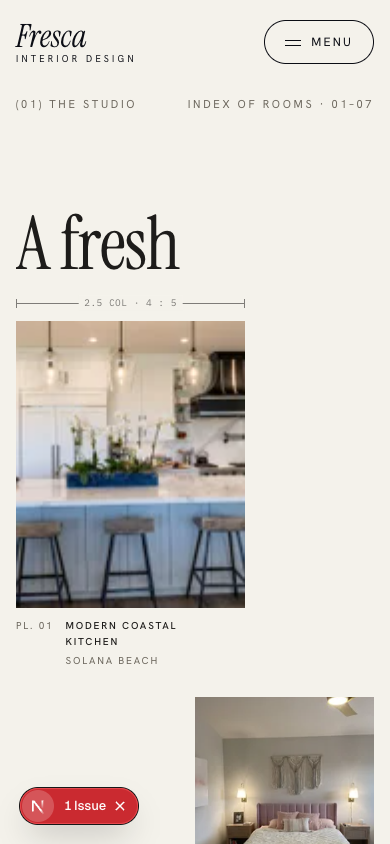 Fresca
INTERIOR DESIGN
MENU
(01) THE STUDIO
INDEX OF ROOMS · 01–07
A fresh
2.5 COL · 4 : 5
PL. 01
MODERN COASTAL
KITCHEN
SOLANA BEACH
N
1 Issue